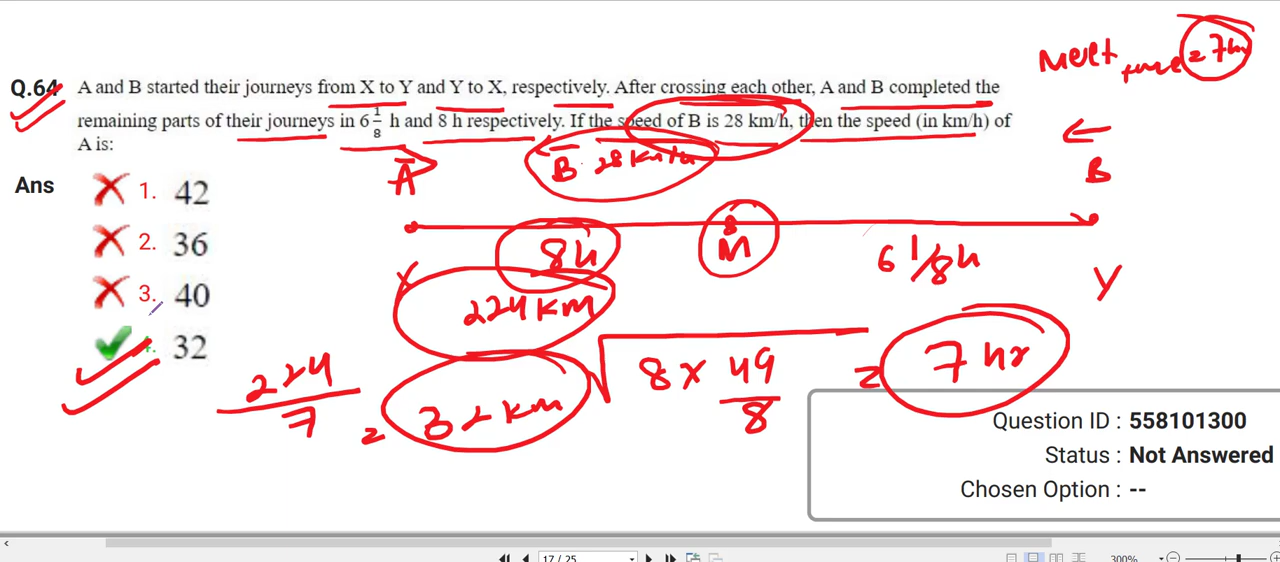 Meet time = 7hr
Q.64 A and B started their journeys from X to Y and Y to X, respectively. After crossing each other, A and B completed the
remaining parts of their journeys in 6 1/8 h and 8 h respectively. If the speed of B is 28 km/h, then the speed (in km/h) of
A is:
A B 28 km/h B
Ans 1. 42
2. 36
3. 40
4. 32
8h M 6 1/8 h
X Y
224 km
224/7 = 32 km
√8 × 49/8 = 7 hr
Question ID : 558101300
Status : Not Answered
Chosen Option : --
17 / 25 300%